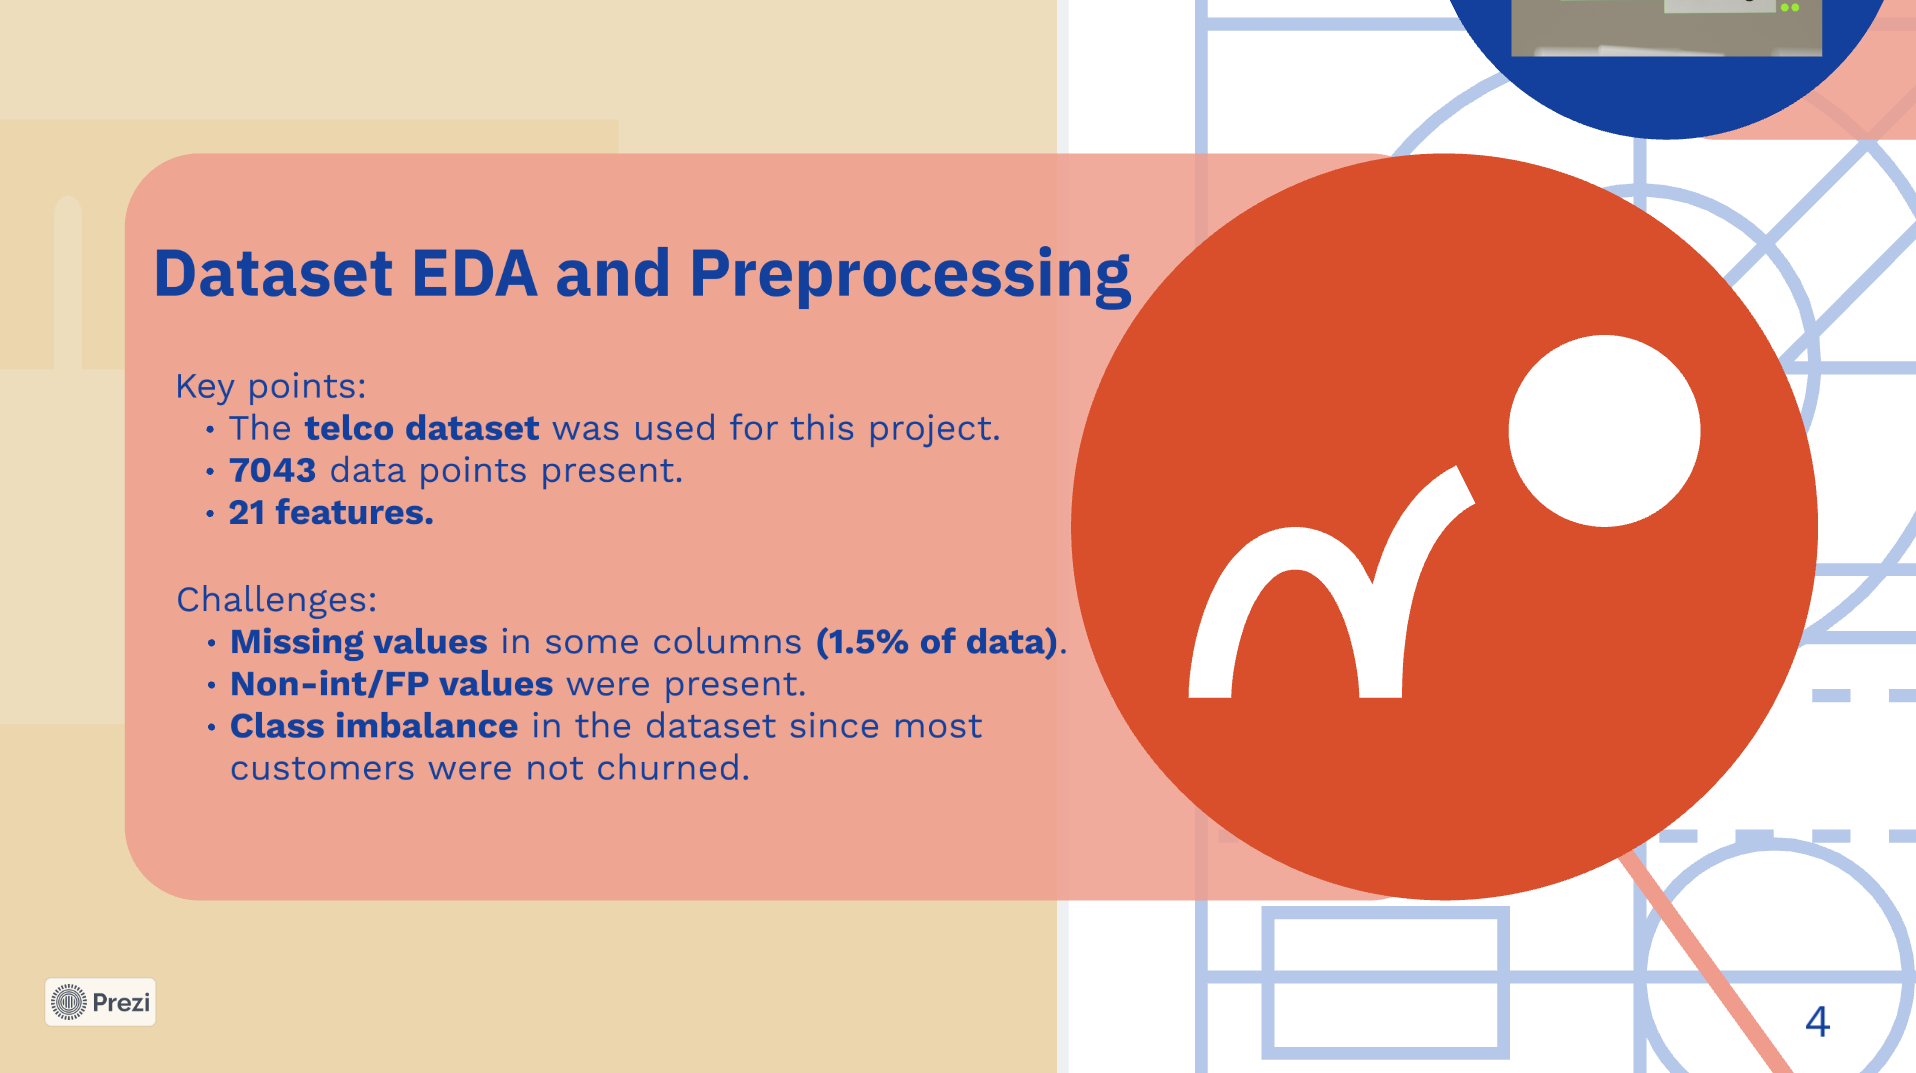 Dataset EDA and Preprocessing
Key points:
• The telco dataset was used for this project.
• 7043 data points present.
• 21 features.
Challenges:
• Missing values in some columns (1.5% of data).
• Non-int/FP values were present.
• Class imbalance in the dataset since most
customers were not churned.
Prezi
4